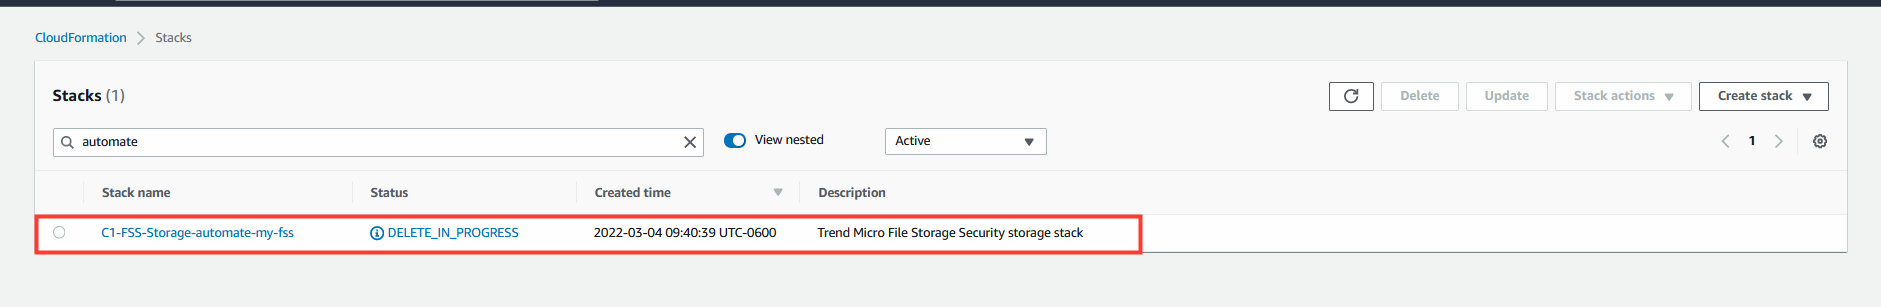 CloudFormation > Stacks
Stacks (1)
Delete Update Stack actions Create stack
automate View nested Active 1
Stack name Status Created time Description
C1-FSS-Storage-automate-my-fss DELETE_IN_PROGRESS 2022-03-04 09:40:39 UTC-0600 Trend Micro File Storage Security storage stack